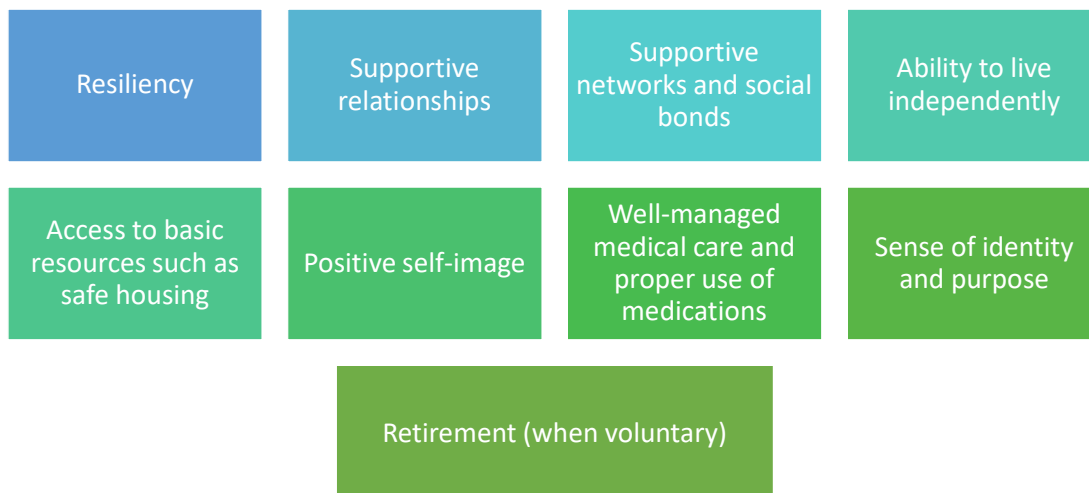 Resiliency
Supportive
relationships
Supportive
networks and social
bonds
Ability to live
independently
Access to basic
resources such as
safe housing
Positive self-image
Well-managed
medical care and
proper use of
medications
Sense of identity
and purpose
Retirement (when voluntary)